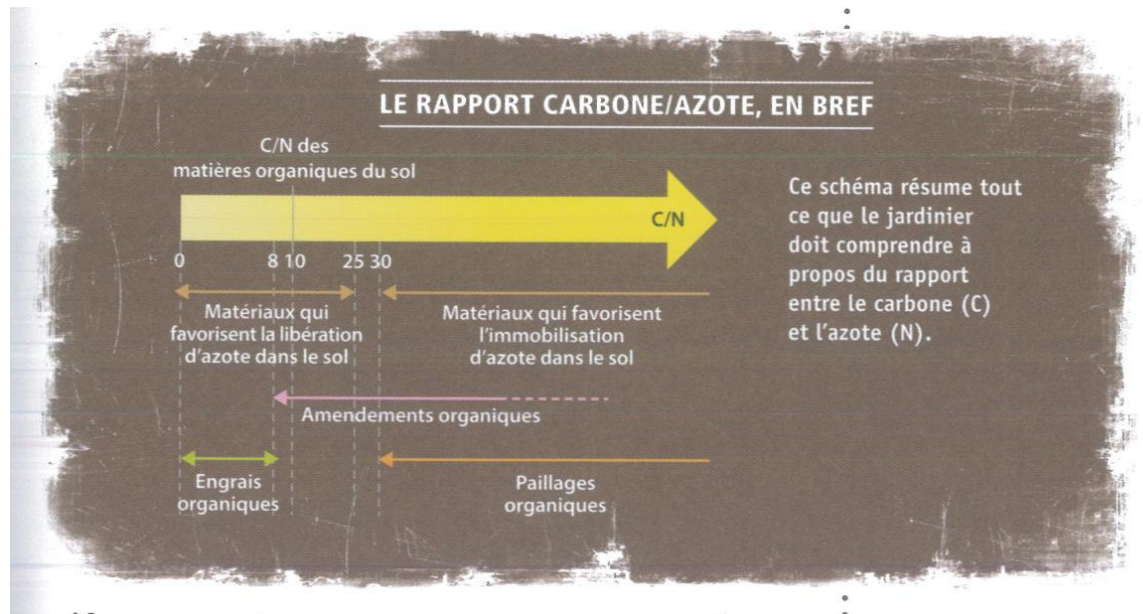 LE RAPPORT CARBONE/AZOTE, EN BREF
C/N des
matières organiques du sol
C/N
0 8 10 25 30
Matériaux qui
favorisent la libération
d'azote dans le sol
Matériaux qui favorisent
l'immobilisation
d'azote dans le sol
Amendements organiques
Engrais
organiques
Paillages
organiques
Ce schéma résume tout
ce que le jardinier
doit comprendre à
propos du rapport
entre le carbone (C)
et l'azote (N).